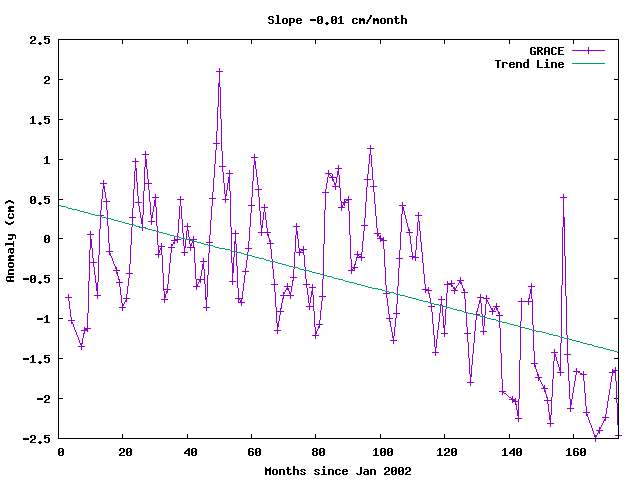 Slope -0.01 cm/month
GRACE
Trend Line
Anomaly (cm)
2.5
2
1.5
1
0.5
0
-0.5
-1
-1.5
-2
-2.5
0 20 40 60 80 100 120 140 160
Months since Jan 2002